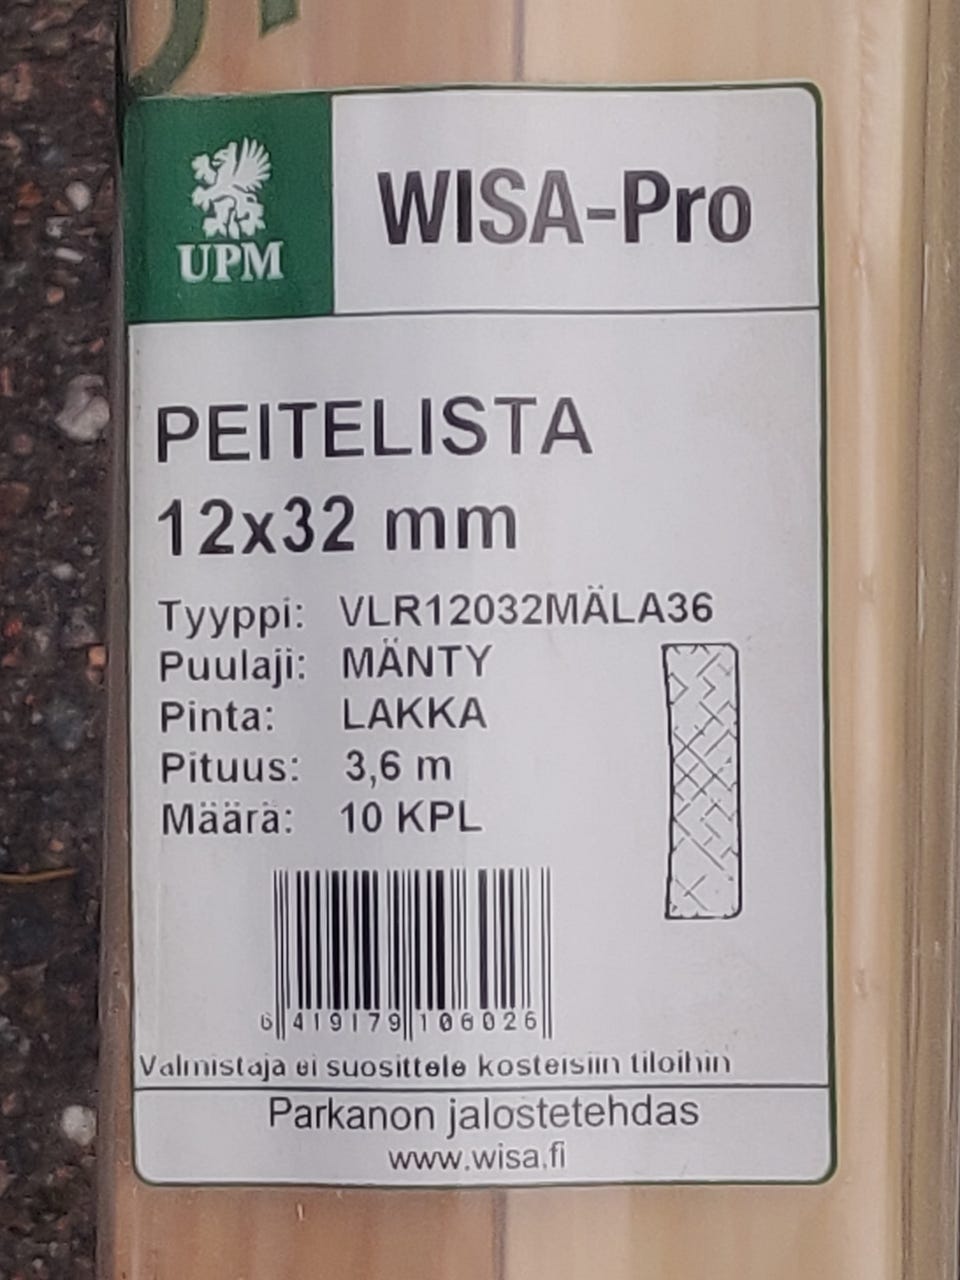 UPM
WISA-Pro
PEITELISTA
12x32 mm
Tyyppi: VLR12032MÄLA36
Puulaji: MÄNTY
Pinta: LAKKA
Pituus: 3,6 m
Määrä: 10 KPL
6 419179 106026
Valmistaja ei suosittele kosteisiin tiloihin
Parkanon jalostetehdas
www.wisa.fi